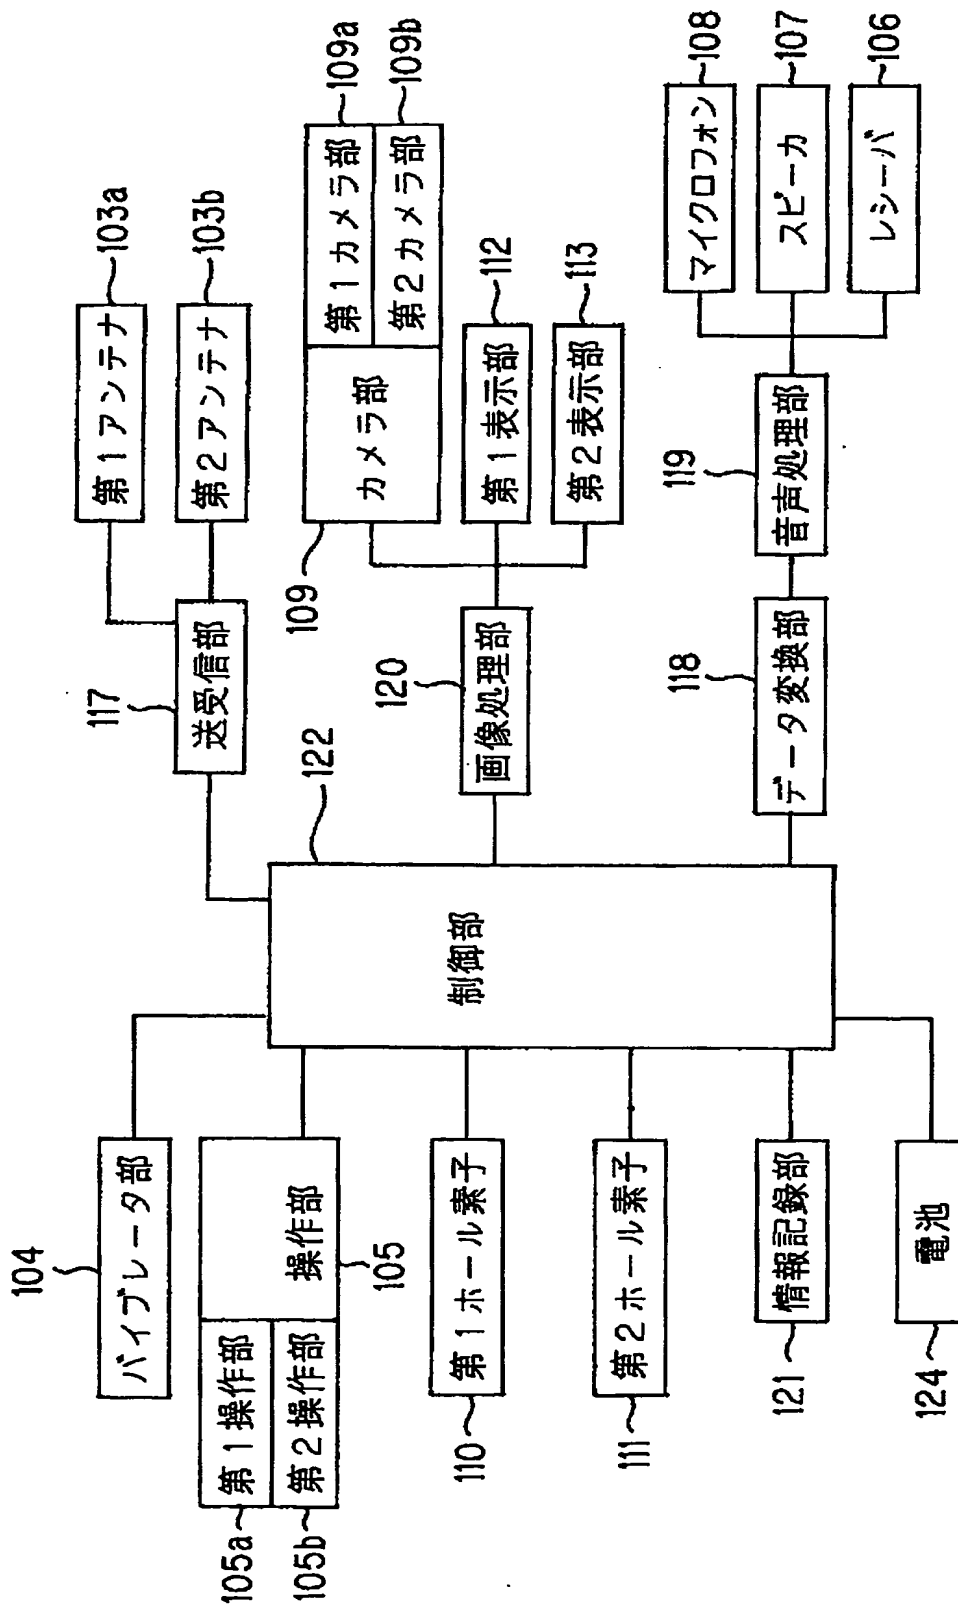 103a
第1アンテナ
103b
第2アンテナ
117
送受信部
109a
第1カメラ部
109b
第2カメラ部
カメラ部
109
112
第1表示部
113
第2表示部
120
画像処理部
108
マイクロフォン
107
スピーカ
106
レシーバ
119
音声処理部
118
データ変換部
122
制御部
104
バイブレータ部
105a
第1操作部
105b
第2操作部
操作部
105
第1ホール素子
110
第2ホール素子
111
情報記録部
121
電池
124